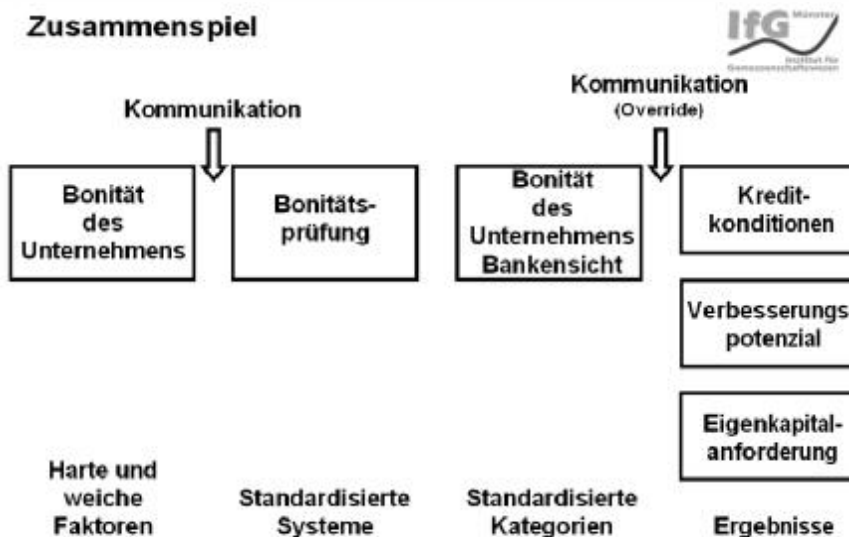 Zusammenspiel
IfG Münster
Institut für
Genossenschaftswesen
Kommunikation
Kommunikation
(Override)
Bonität
des
Unternehmens
Bonitäts-
prüfung
Bonität
des
Unternehmens
Bankensicht
Kredit-
konditionen
Verbesserungs
potenzial
Eigenkapital-
anforderung
Harte und
weiche
Faktoren
Standardisierte
Systeme
Standardisierte
Kategorien
Ergebnisse